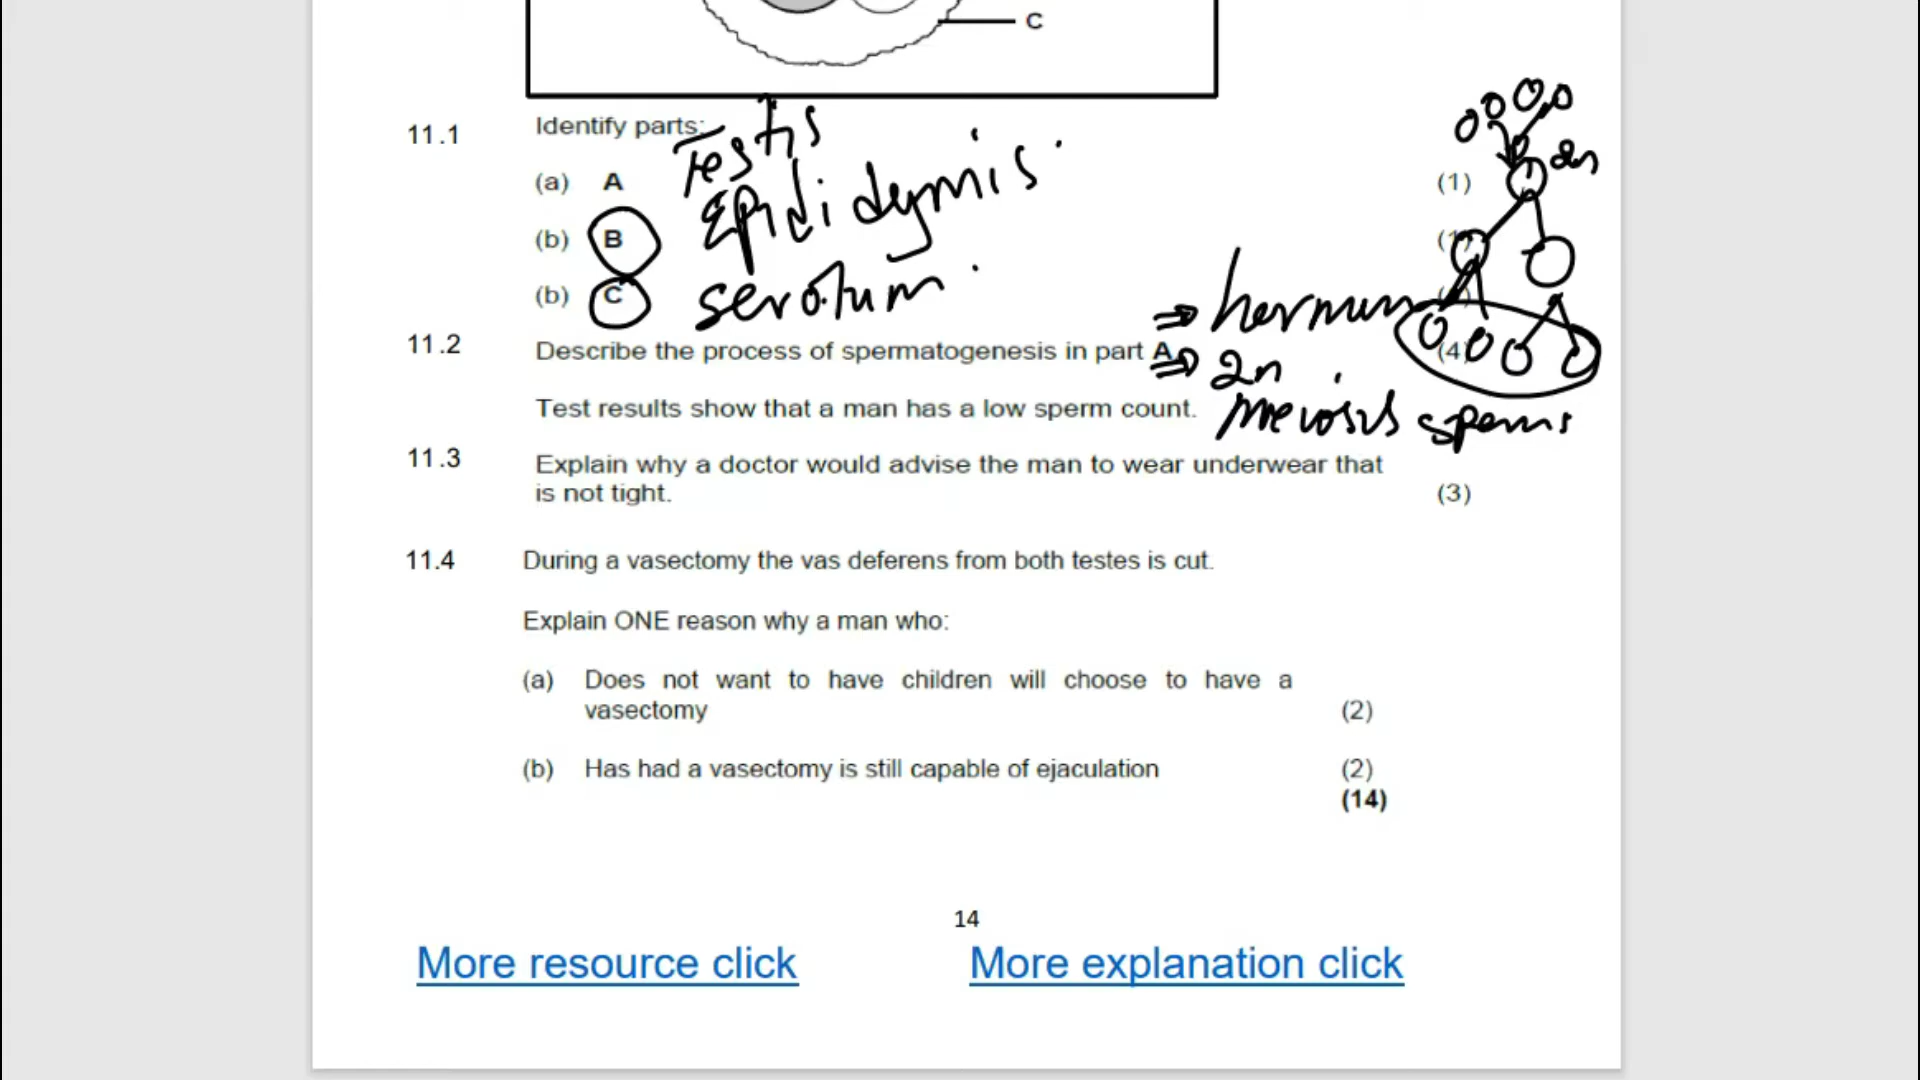 C
11.1 Identify parts:
Testis
(a) A (1)
2n
Epididymis
(b) B
(b) C
serotum
⇒ hormon
11.2 Describe the process of spermatogenesis in part A (4)
⇒ 2n
Test results show that a man has a low sperm count.
meiosis sperms
11.3 Explain why a doctor would advise the man to wear underwear that
is not tight. (3)
11.4 During a vasectomy the vas deferens from both testes is cut.
Explain ONE reason why a man who:
(a) Does not want to have children will choose to have a
vasectomy (2)
(b) Has had a vasectomy is still capable of ejaculation (2)
(14)
14
More resource click More explanation click